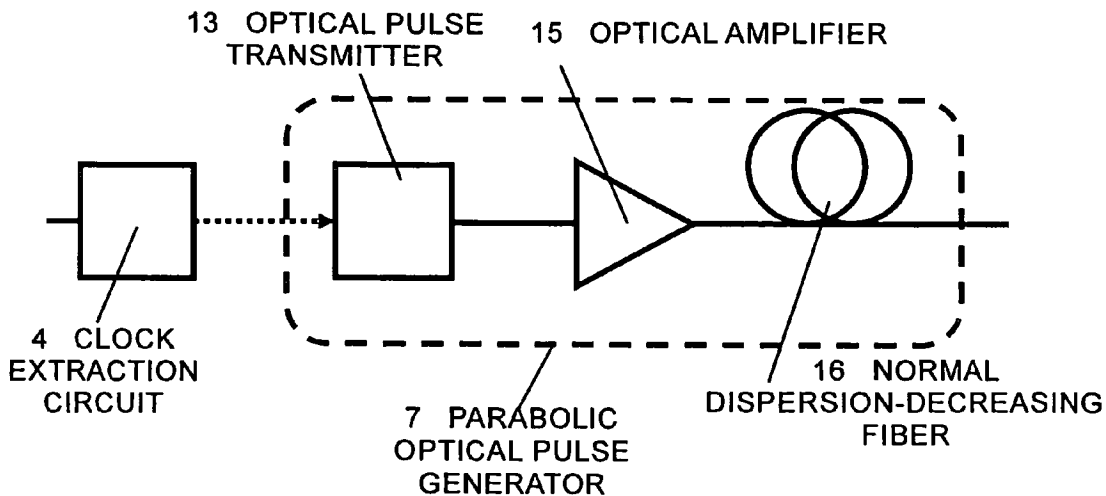 13 OPTICAL PULSE
TRANSMITTER
15 OPTICAL AMPLIFIER
4 CLOCK
EXTRACTION
CIRCUIT
7 PARABOLIC
OPTICAL PULSE
GENERATOR
16 NORMAL
DISPERSION-DECREASING
FIBER